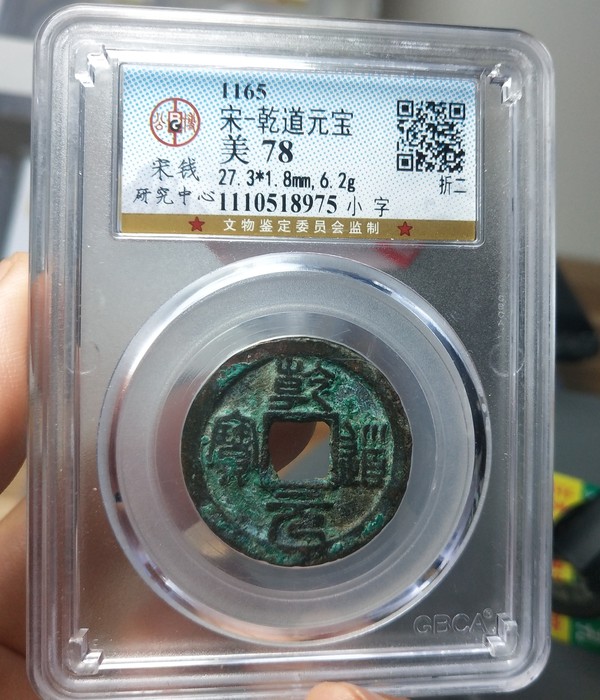 1165
宋-乾道元宝
美 78
宋钱
27.3*1.8mm,6.2g
折二
研究中心
1110518975 小 字
★ 文物鉴定委员会监制 ★
乾
寶 道
元
GBCA